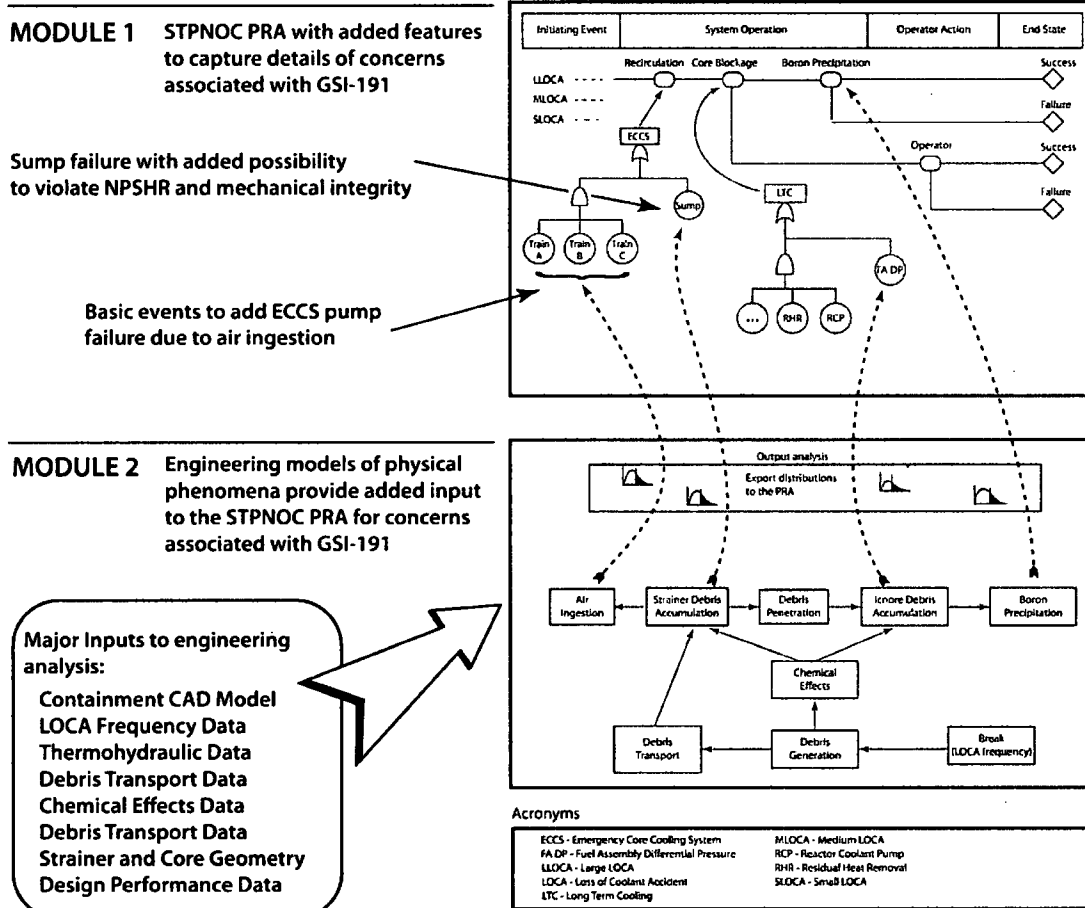 MODULE 1 STPNOC PRA with added features
to capture details of concerns
associated with GSI-191
Sump failure with added possibility
to violate NPSHR and mechanical integrity
Basic events to add ECCS pump
failure due to air ingestion
Initiating Event System Operation Operator Action End State
Recirculation Core Blockage Boron Precipitation Success
LLOCA
MLOCA
Failure
SLOCA
ECCS
Operator
Success
LTC
Failure
Sump
Train
A
Train
B
Train
C
FA DP
... RHR RCP
MODULE 2 Engineering models of physical
phenomena provide added input
to the STPNOC PRA for concerns
associated with GSI-191
Major Inputs to engineering
analysis:
Containment CAD Model
LOCA Frequency Data
Thermohydraulic Data
Debris Transport Data
Chemical Effects Data
Debris Transport Data
Strainer and Core Geometry
Design Performance Data
Output analysis
Export distributions
to the PRA
Air
Ingestion
Strainer Debris
Accumulation
Debris
Penetration
Ignore Debris
Accumulation
Boron
Precipitation
Chemical
Effects
Debris
Transport
Debris
Generation
Break
(LOCA frequency)
Acronyms
ECCS - Emergency Core Cooling System
FA DP - Fuel Assembly Differential Pressure
LLOCA - Large LOCA
LOCA - Loss of Coolant Accident
LTC - Long Term Cooling
MLOCA - Medium LOCA
RCP - Reactor Coolant Pump
RHR - Residual Heat Removal
SLOCA - Small LOCA